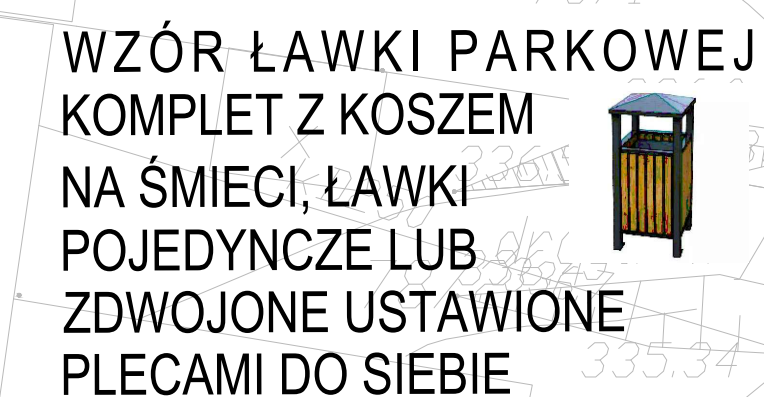 WZÓR ŁAWKI PARKOWEJ
KOMPLET Z KOSZEM
NA ŚMIECI, ŁAWKI
POJEDYNCZE LUB
ZDWOJONE USTAWIONE
PLECAMI DO SIEBIE
335.34